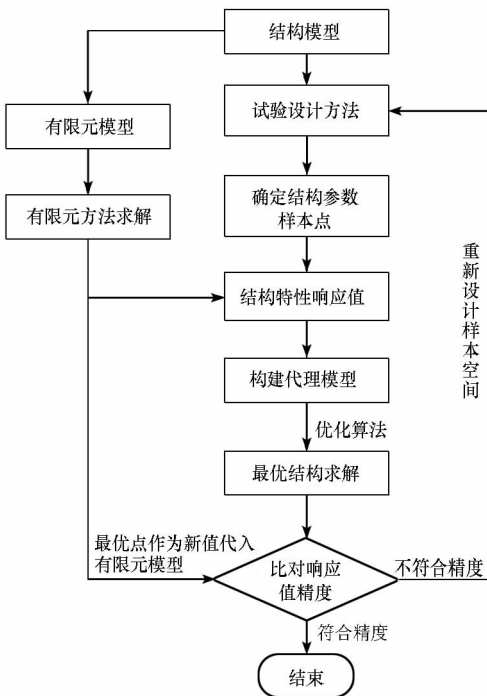 结构模型
有限元模型
试验设计方法
有限元方法求解
确定结构参数
样本点
结构特性响应值
重新设计样本空间
构建代理模型
优化算法
最优结构求解
最优点作为新值代入
有限元模型
比对响应
值精度
不符合精度
符合精度
结束